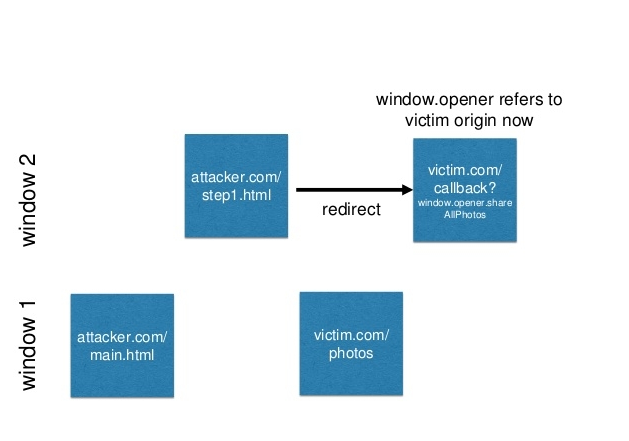 window.opener refers to
victim origin now
window 2
attacker.com/
step1.html
redirect
victim.com/
callback?
window.opener.share
AllPhotos
window 1
attacker.com/
main.html
victim.com/
photos